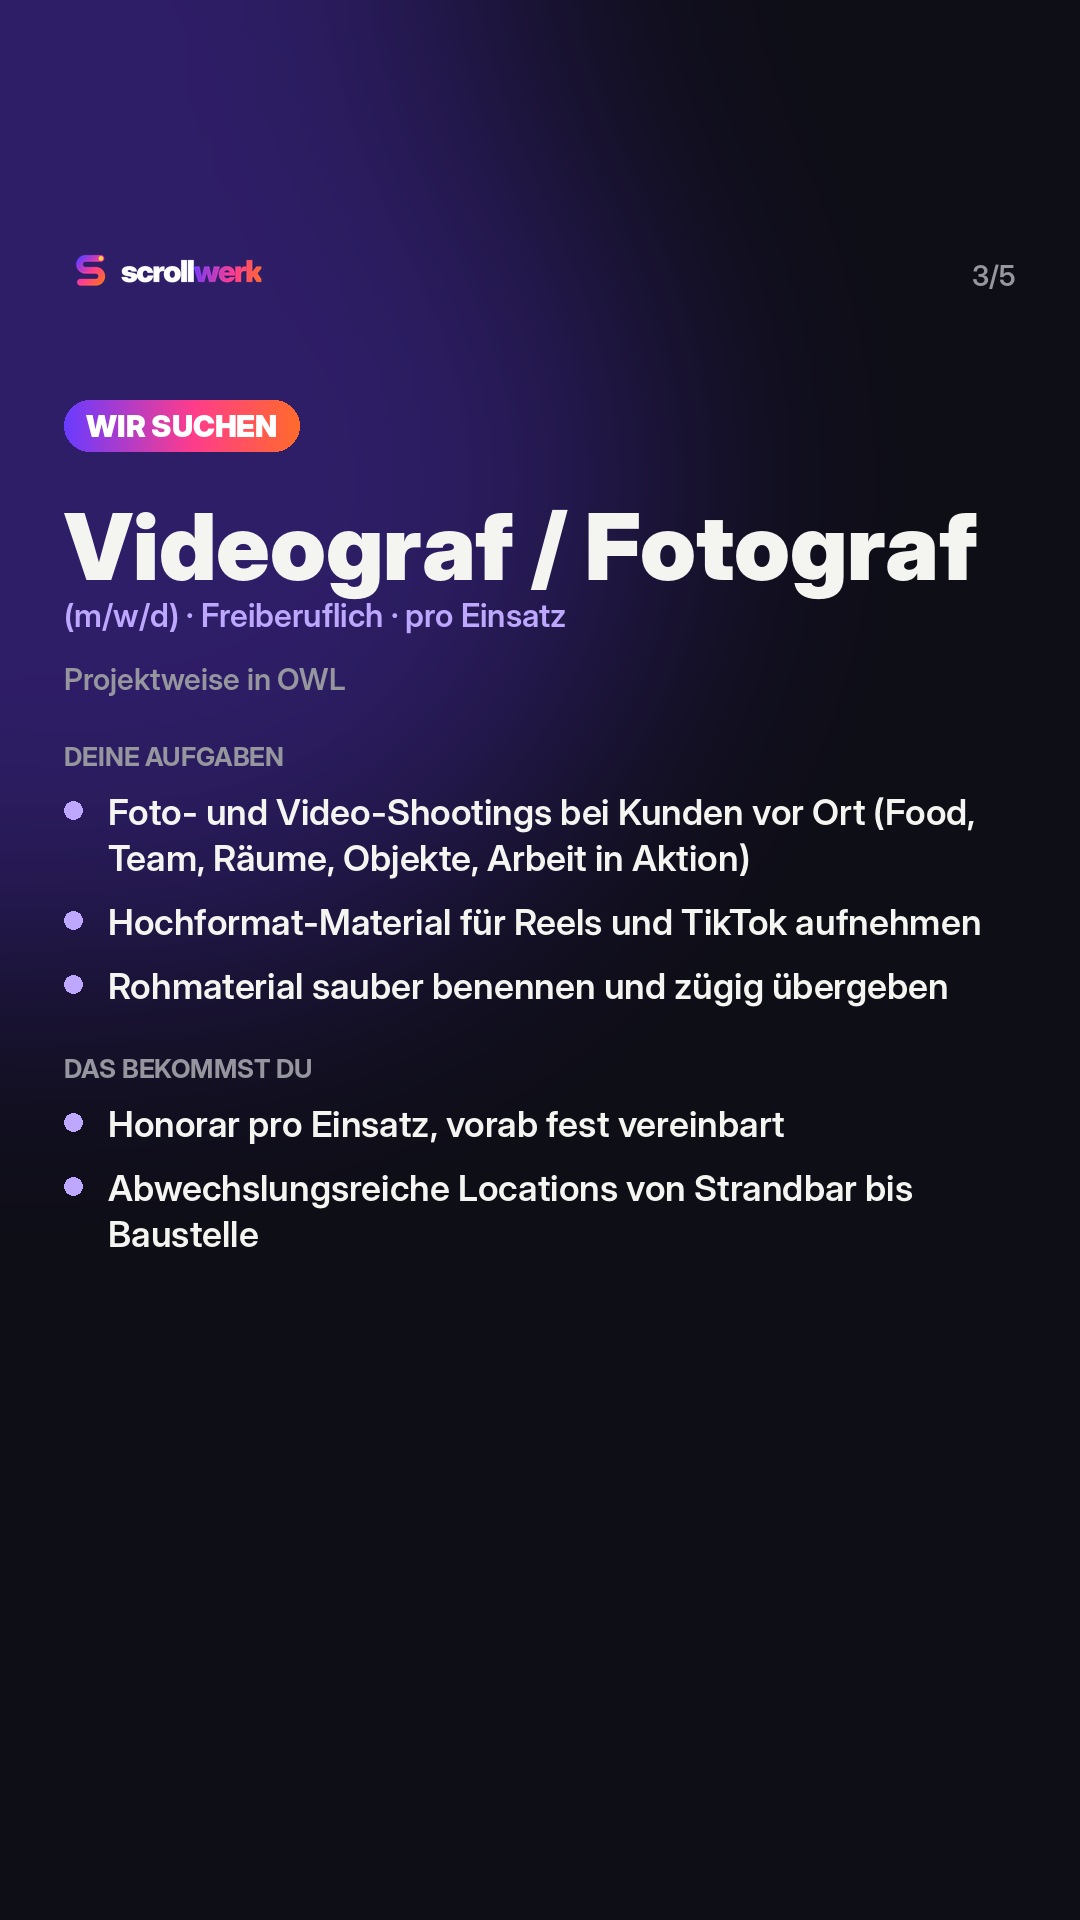 scrollwerk
3/5
WIR SUCHEN
Videograf / Fotograf
(m/w/d) · Freiberuflich · pro Einsatz
Projektweise in OWL
DEINE AUFGABEN
Foto- und Video-Shootings bei Kunden vor Ort (Food,
Team, Räume, Objekte, Arbeit in Aktion)
Hochformat-Material für Reels und TikTok aufnehmen
Rohmaterial sauber benennen und zügig übergeben
DAS BEKOMMST DU
Honorar pro Einsatz, vorab fest vereinbart
Abwechslungsreiche Locations von Strandbar bis
Baustelle